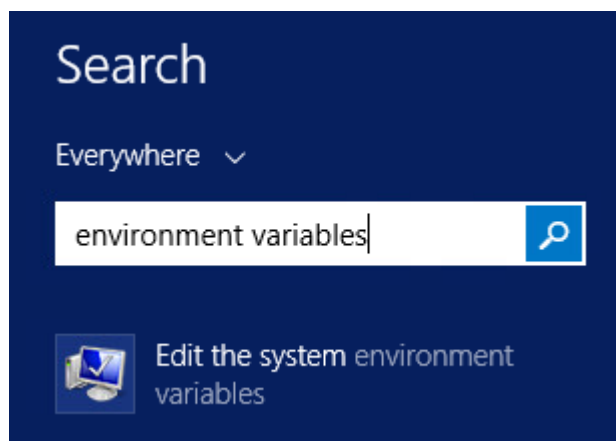 Search
Everywhere
environment variables
Edit the system environment
variables